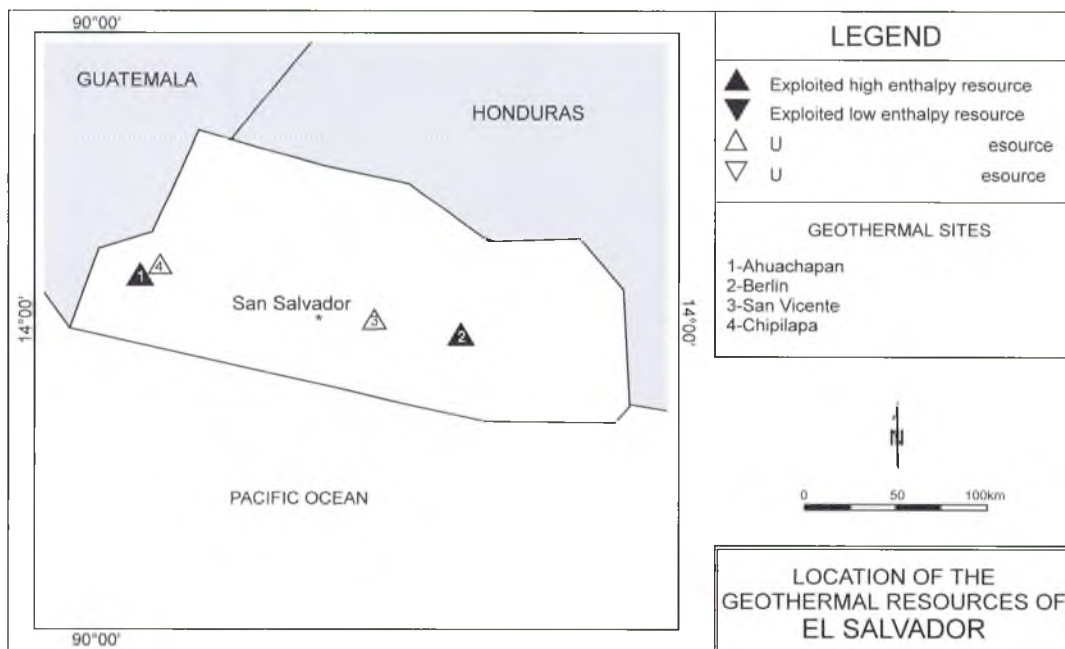 90°00'
GUATEMALA
HONDURAS
4
1
San Salvador
*
3
2
14°00'
14°00'
PACIFIC OCEAN
90°00'
LEGEND
Exploited high enthalpy resource
Exploited low enthalpy resource
U esource
U esource
GEOTHERMAL SITES
1-Ahuachapan
2-Berlin
3-San Vicente
4-Chipilapa
N
0 50 100km
LOCATION OF THE
GEOTHERMAL RESOURCES OF
EL SALVADOR